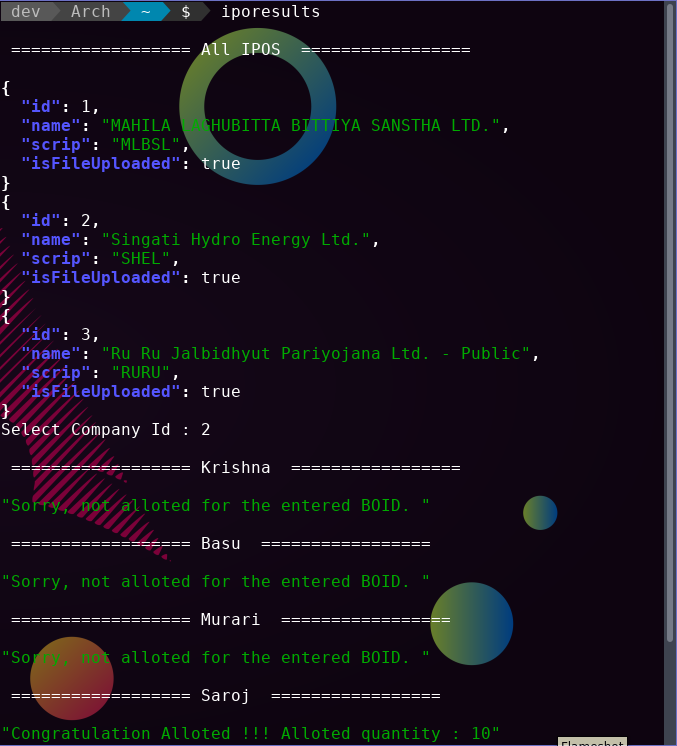 dev Arch ~ $ iporesults
================== All IPOS =================
{
"id": 1,
"name": "MAHILA LAGHUBITTA BITTIYA SANSTHA LTD.",
"scrip": "MLBSL",
"isFileUploaded": true
}
{
"id": 2,
"name": "Singati Hydro Energy Ltd.",
"scrip": "SHEL",
"isFileUploaded": true
}
{
"id": 3,
"name": "Ru Ru Jalbidhyut Pariyojana Ltd. - Public",
"scrip": "RURU",
"isFileUploaded": true
}
Select Company Id : 2
================== Krishna =================
"Sorry, not alloted for the entered BOID. "
================== Basu =================
"Sorry, not alloted for the entered BOID. "
================== Murari =================
"Sorry, not alloted for the entered BOID. "
================== Saroj =================
"Congratulation Alloted !!! Alloted quantity : 10"
Flameshot